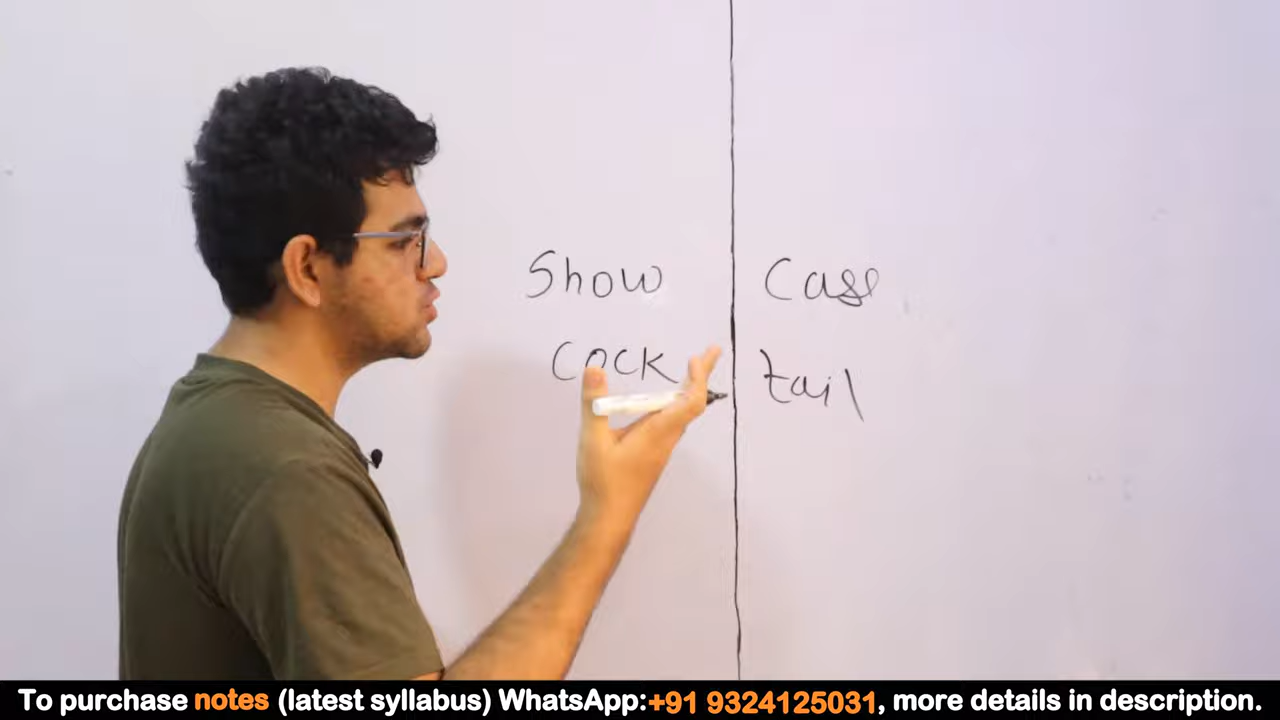 Show Case
Cock tail
To purchase notes (latest syllabus) WhatsApp:+91 9324125031, more details in description.